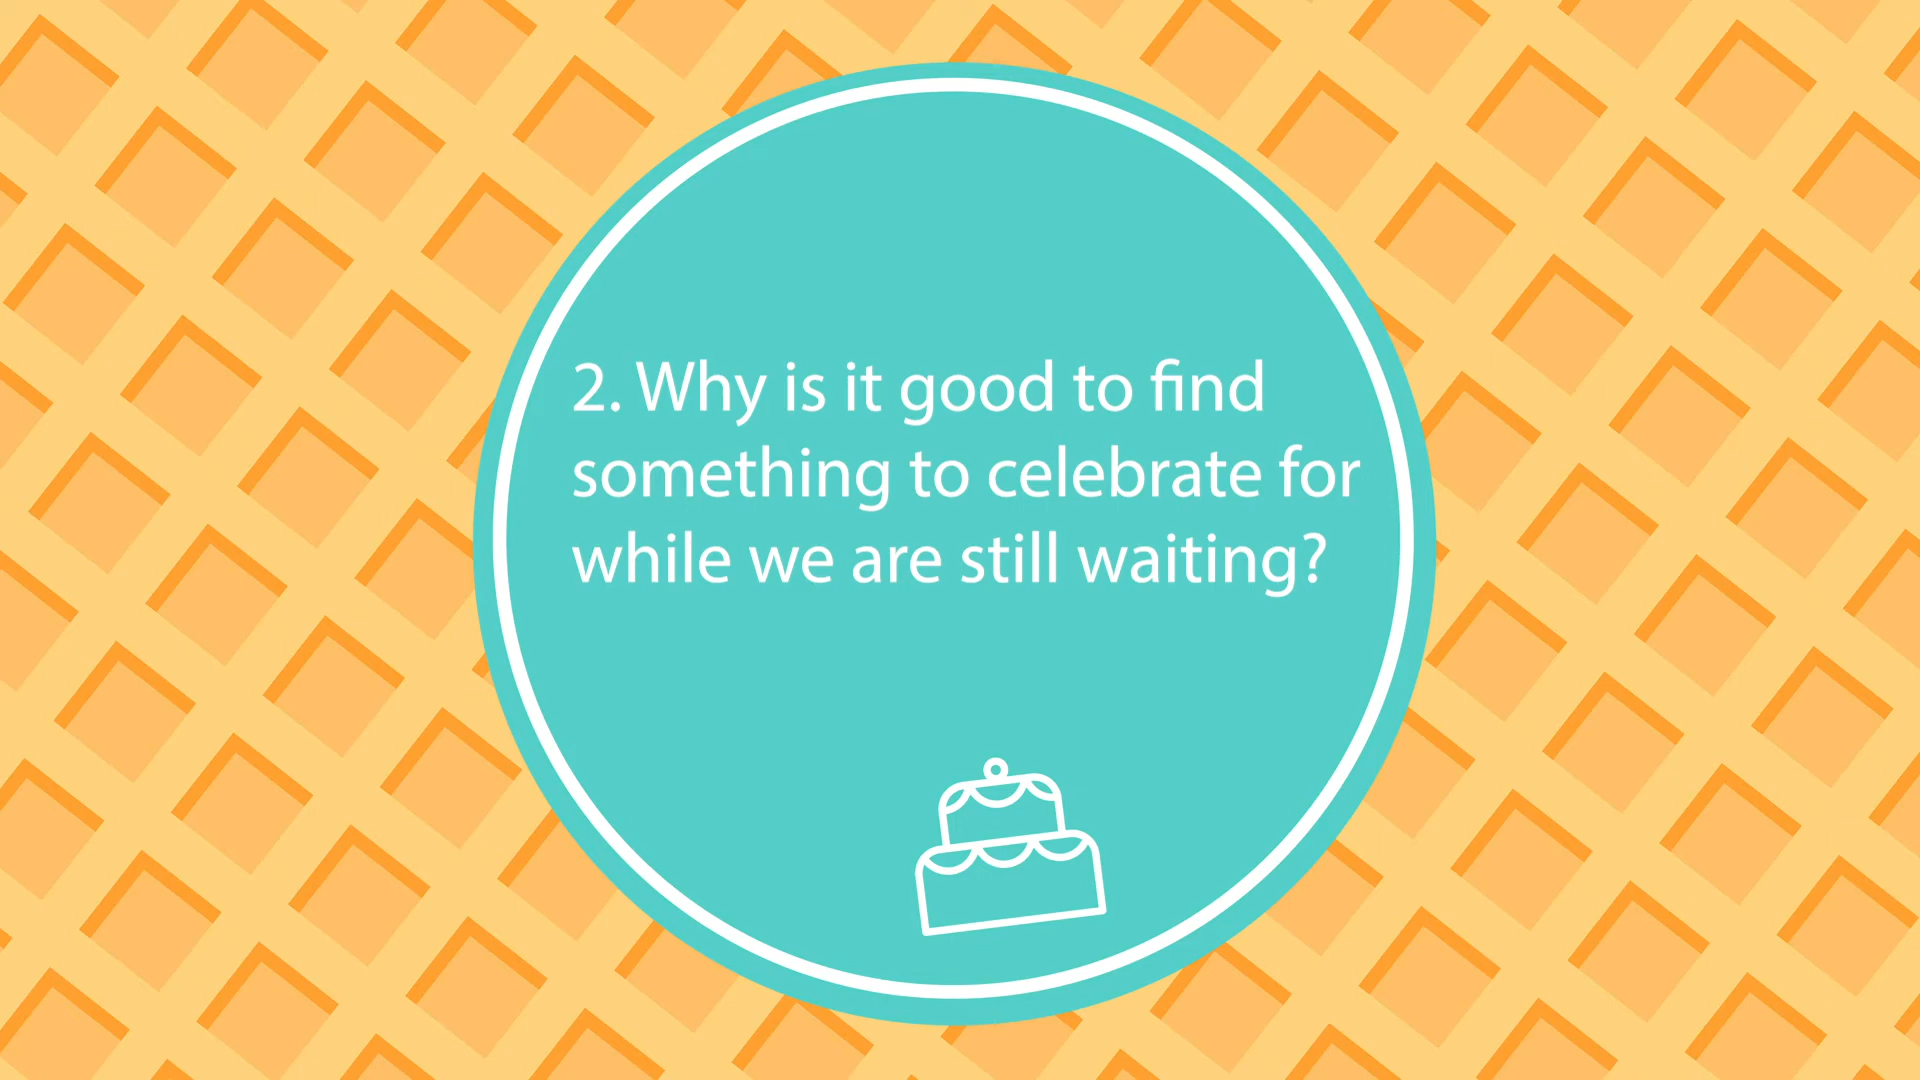 2. Why is it good to find
something to celebrate for
while we are still waiting?